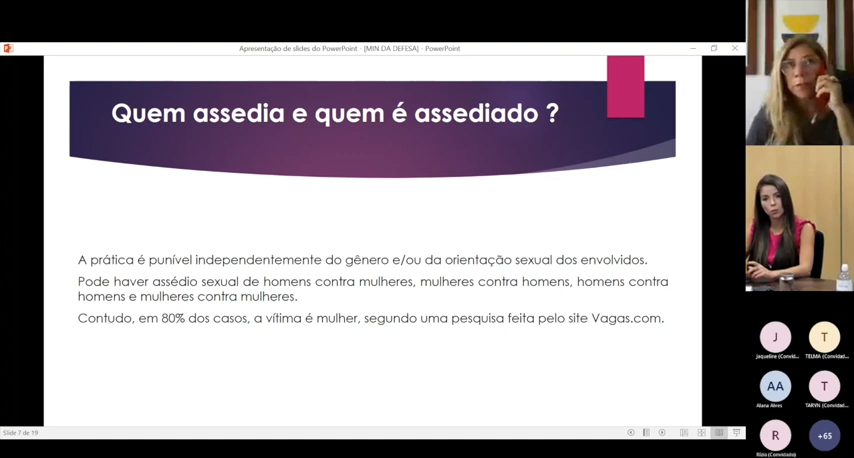 Apresentação de slides do PowerPoint - [MIN DA DEFESA] - PowerPoint
Quem assedia e quem é assediado ?
A prática é punível independentemente do gênero e/ou da orientação sexual dos envolvidos.
Pode haver assédio sexual de homens contra mulheres, mulheres contra homens, homens contra
homens e mulheres contra mulheres.
Contudo, em 80% dos casos, a vítima é mulher, segundo uma pesquisa feita pelo site Vagas.com.
Slide 7 de 19
J
T
Jaqueline (Convid...
TELMA (Convidad...
AA
T
Alana Alves
TARYN (Convidad...
R
+65
Rízia (Convidado)